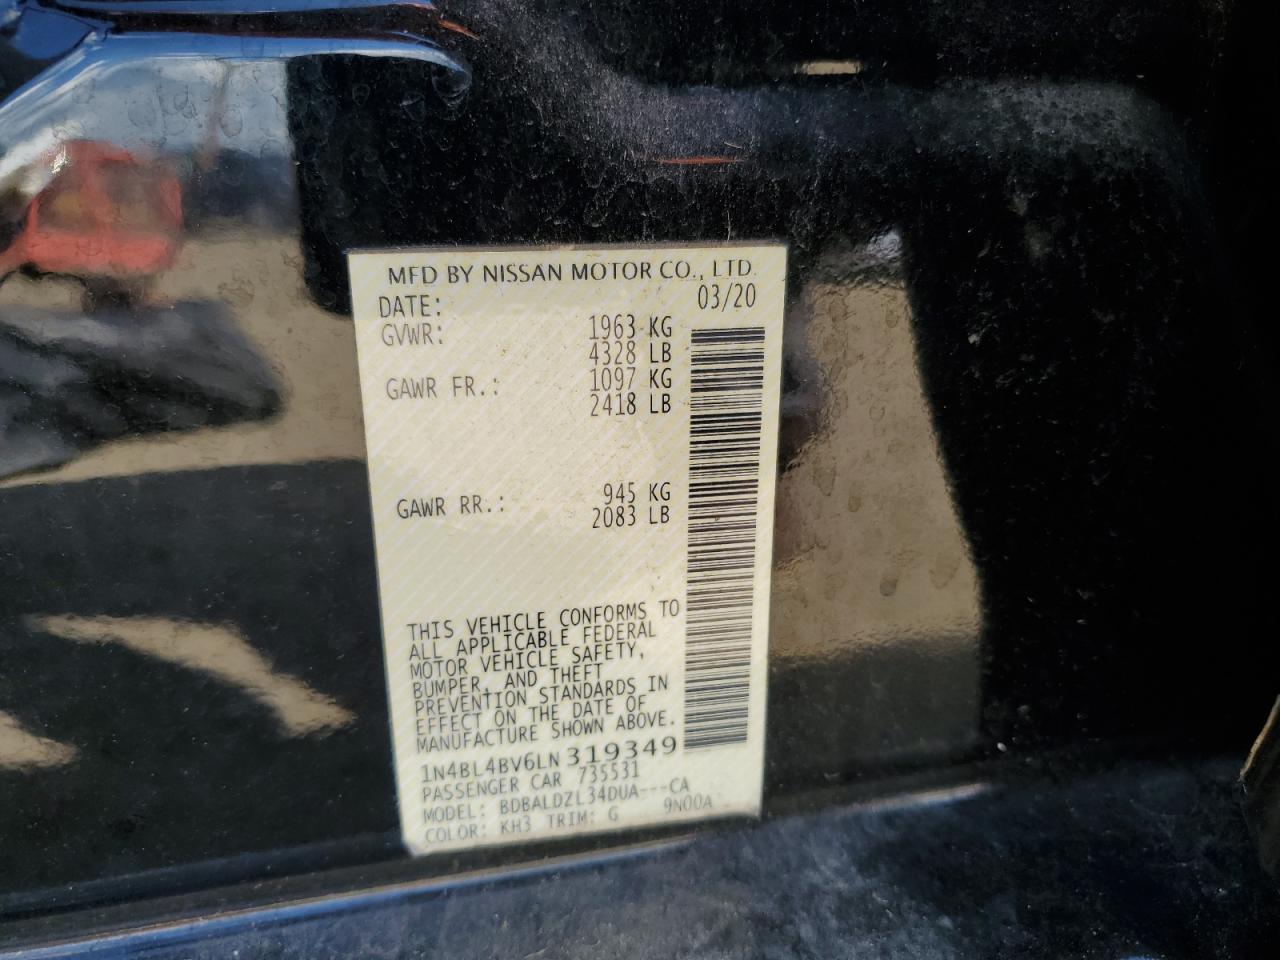 MFD BY NISSAN MOTOR CO., LTD.
DATE: 03/20
GVWR: 1963 KG
4328 LB
GAWR FR.: 1097 KG
2418 LB
GAWR RR.: 945 KG
2083 LB
THIS VEHICLE CONFORMS TO
ALL APPLICABLE FEDERAL
MOTOR VEHICLE SAFETY,
BUMPER, AND THEFT
PREVENTION STANDARDS IN
EFFECT ON THE DATE OF
MANUFACTURE SHOWN ABOVE.
1N4BL4BV6LN319349
PASSENGER CAR 735531
MODEL: BDBALDZL34DUA---CA
COLOR: KH3 TRIM: G 9N00A